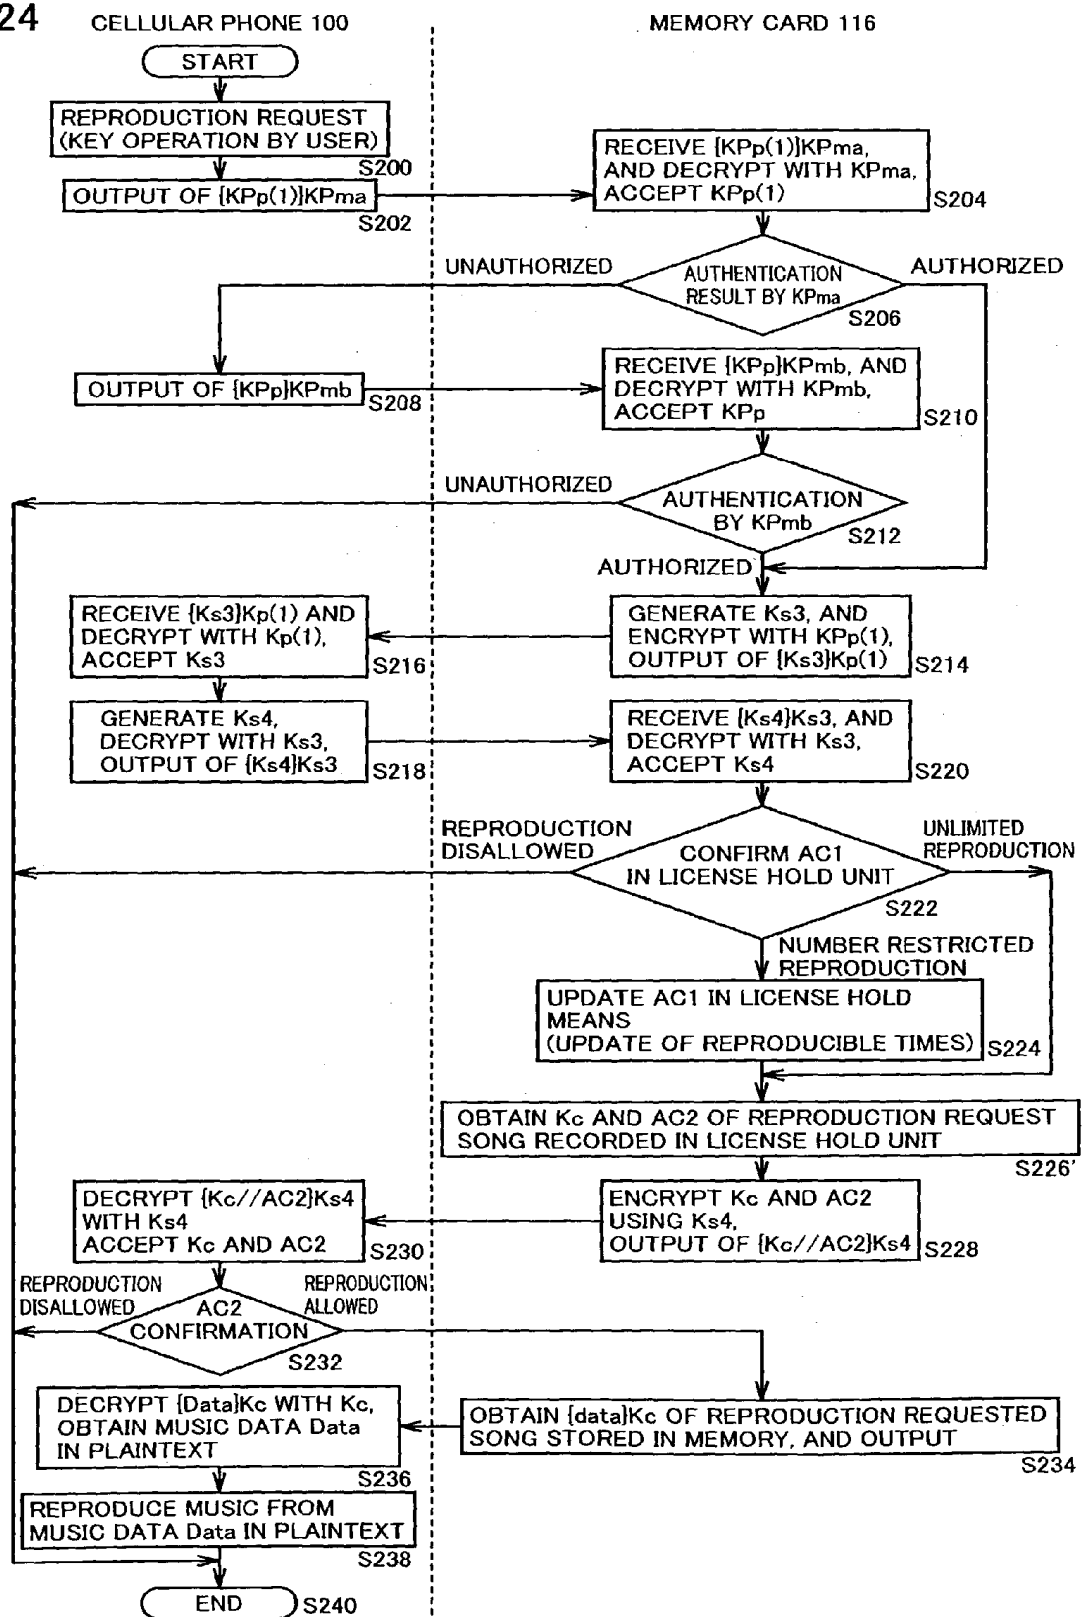 24
CELLULAR PHONE 100
MEMORY CARD 116
START
REPRODUCTION REQUEST
(KEY OPERATION BY USER)
S200
OUTPUT OF {KPp(1)}KPma
S202
RECEIVE {KPp(1)}KPma,
AND DECRYPT WITH KPma,
ACCEPT KPp(1)
S204
UNAUTHORIZED
AUTHENTICATION
RESULT BY KPma
AUTHORIZED
S206
OUTPUT OF {KPp}KPmb
S208
RECEIVE {KPp}KPmb, AND
DECRYPT WITH KPmb,
ACCEPT KPp
S210
UNAUTHORIZED
AUTHENTICATION
BY KPmb
S212
AUTHORIZED
RECEIVE {Ks3}Kp(1) AND
DECRYPT WITH Kp(1),
ACCEPT Ks3
S216
GENERATE Ks3, AND
ENCRYPT WITH KPp(1),
OUTPUT OF {Ks3}Kp(1)
S214
GENERATE Ks4,
DECRYPT WITH Ks3,
OUTPUT OF {Ks4}Ks3
S218
RECEIVE {Ks4}Ks3, AND
DECRYPT WITH Ks3,
ACCEPT Ks4
S220
REPRODUCTION
DISALLOWED
CONFIRM AC1
IN LICENSE HOLD UNIT
UNLIMITED
REPRODUCTION
S222
NUMBER RESTRICTED
REPRODUCTION
UPDATE AC1 IN LICENSE HOLD
MEANS
(UPDATE OF REPRODUCIBLE TIMES)
S224
OBTAIN Kc AND AC2 OF REPRODUCTION REQUEST
SONG RECORDED IN LICENSE HOLD UNIT
S226'
DECRYPT {Kc//AC2}Ks4
WITH Ks4
ACCEPT Kc AND AC2
S230
ENCRYPT Kc AND AC2
USING Ks4,
OUTPUT OF {Kc//AC2}Ks4
S228
REPRODUCTION
DISALLOWED
AC2
CONFIRMATION
REPRODUCTION
ALLOWED
S232
DECRYPT {Data}Kc WITH Kc,
OBTAIN MUSIC DATA Data
IN PLAINTEXT
S236
OBTAIN {data}Kc OF REPRODUCTION REQUESTED
SONG STORED IN MEMORY, AND OUTPUT
S234
REPRODUCE MUSIC FROM
MUSIC DATA Data IN PLAINTEXT
S238
END
S240